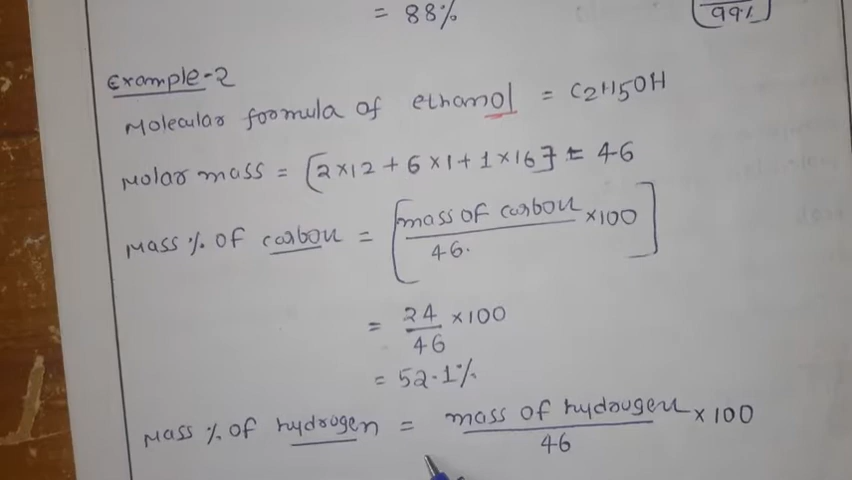 = 88%
99%
Example-2
Molecular formula of ethanol = C2H5OH
Molar mass = [2×12 + 6×1 + 1×16] = 46
Mass % of carbon = [mass of carbon / 46. ×100]
= 24/46 ×100
= 52.1%
Mass % of hydrogen = mass of hydrogen / 46 ×100